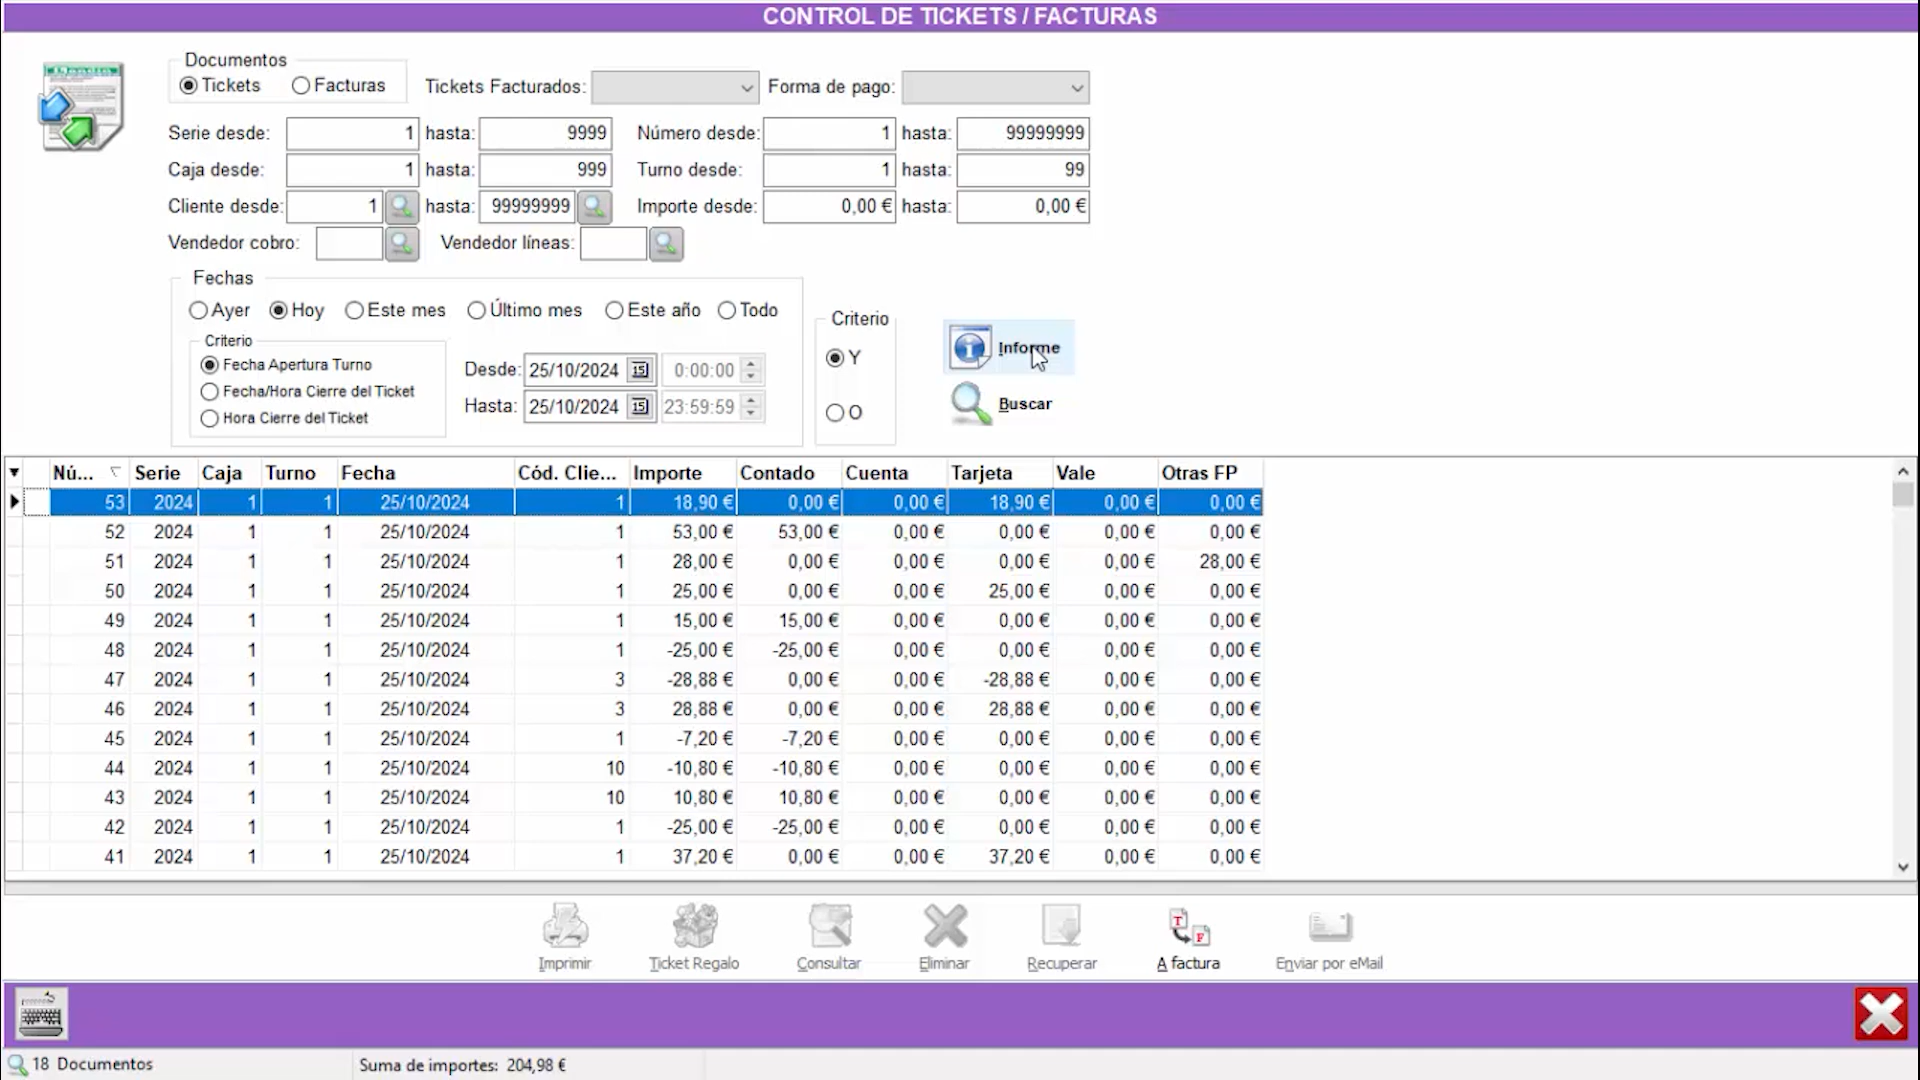 CONTROL DE TICKETS / FACTURAS
Documentos
Tickets Facturas Tickets Facturados: Forma de pago:
Serie desde: 1 hasta: 9999 Número desde: 1 hasta: 99999999
Caja desde: 1 hasta: 999 Turno desde: 1 hasta: 99
Cliente desde: 1 hasta: 99999999 Importe desde: 0,00 € hasta: 0,00 €
Vendedor cobro: Vendedor líneas:
Fechas
Ayer Hoy Este mes Último mes Este año Todo
Criterio
Fecha Apertura Turno
Fecha/Hora Cierre del Ticket
Hora Cierre del Ticket
Desde: 25/10/2024 15 0:00:00
Hasta: 25/10/2024 15 23:59:59
Criterio
Y
O
Informe
Buscar
Nú... Serie Caja Turno Fecha Cód. Clie... Importe Contado Cuenta Tarjeta Vale Otras FP
53 2024 1 1 25/10/2024 1 18,90 € 0,00 € 0,00 € 18,90 € 0,00 € 0,00 €
52 2024 1 1 25/10/2024 1 53,00 € 53,00 € 0,00 € 0,00 € 0,00 € 0,00 €
51 2024 1 1 25/10/2024 1 28,00 € 0,00 € 0,00 € 0,00 € 0,00 € 28,00 €
50 2024 1 1 25/10/2024 1 25,00 € 0,00 € 0,00 € 25,00 € 0,00 € 0,00 €
49 2024 1 1 25/10/2024 1 15,00 € 15,00 € 0,00 € 0,00 € 0,00 € 0,00 €
48 2024 1 1 25/10/2024 1 -25,00 € -25,00 € 0,00 € 0,00 € 0,00 € 0,00 €
47 2024 1 1 25/10/2024 3 -28,88 € 0,00 € 0,00 € -28,88 € 0,00 € 0,00 €
46 2024 1 1 25/10/2024 3 28,88 € 0,00 € 0,00 € 28,88 € 0,00 € 0,00 €
45 2024 1 1 25/10/2024 1 -7,20 € -7,20 € 0,00 € 0,00 € 0,00 € 0,00 €
44 2024 1 1 25/10/2024 10 -10,80 € -10,80 € 0,00 € 0,00 € 0,00 € 0,00 €
43 2024 1 1 25/10/2024 10 10,80 € 10,80 € 0,00 € 0,00 € 0,00 € 0,00 €
42 2024 1 1 25/10/2024 1 -25,00 € -25,00 € 0,00 € 0,00 € 0,00 € 0,00 €
41 2024 1 1 25/10/2024 1 37,20 € 0,00 € 0,00 € 37,20 € 0,00 € 0,00 €
T F
Imprimir Ticket Regalo Consultar Eliminar Recuperar A factura Enviar por eMail
18 Documentos Suma de importes: 204,98 €